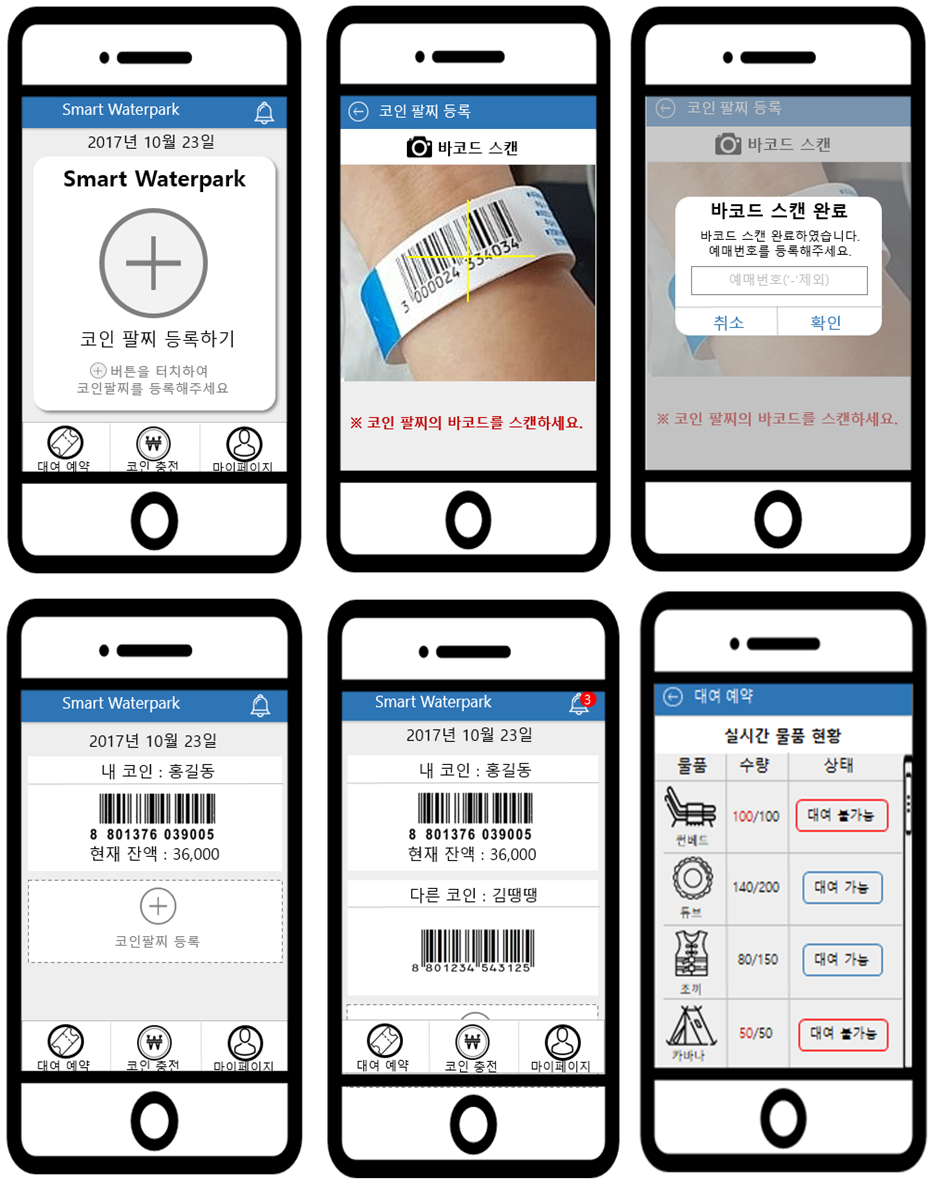 Smart Waterpark
2017년 10월 23일
Smart Waterpark
코인 팔찌 등록하기
버튼을 터치하여
코인팔찌를 등록해주세요
대여 예약
코인 충전
마이페이지
코인 팔찌 등록
바코드 스캔
3 000024 334034
※ 코인 팔찌의 바코드를 스캔하세요.
코인 팔찌 등록
바코드 스캔
바코드 스캔 완료
바코드 스캔 완료하였습니다.
예매번호를 등록해주세요.
예매번호('-'제외)
취소
확인
※ 코인 팔찌의 바코드를 스캔하세요.
Smart Waterpark
2017년 10월 23일
내 코인 : 홍길동
8 801376 039005
현재 잔액 : 36,000
코인팔찌 등록
대여 예약
코인 충전
마이페이지
Smart Waterpark
3
2017년 10월 23일
내 코인 : 홍길동
8 801376 039005
현재 잔액 : 36,000
다른 코인 : 김땡땡
8 801234 543125
대여 예약
코인 충전
마이페이지
대여 예약
실시간 물품 현황
물품 수량 상태
썬베드 100/100 대여 불가능
튜브 140/200 대여 가능
조끼 80/150 대여 가능
카바나 50/50 대여 불가능